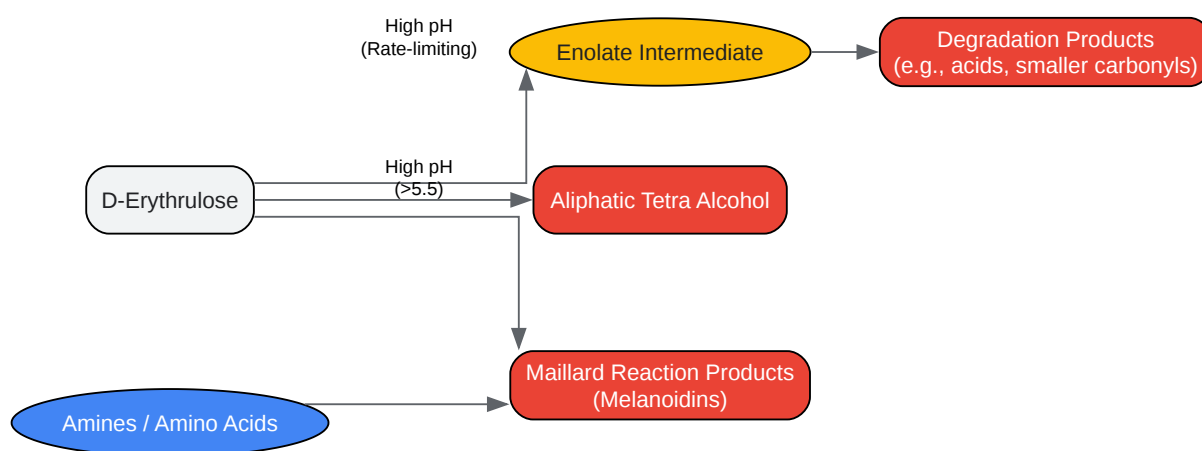 High pH
(Rate-limiting)
Enolate Intermediate
Degradation Products
(e.g., acids, smaller carbonyls)
D-Erythrulose
High pH
(>5.5)
Aliphatic Tetra Alcohol
Maillard Reaction Products
(Melanoidins)
Amines / Amino Acids